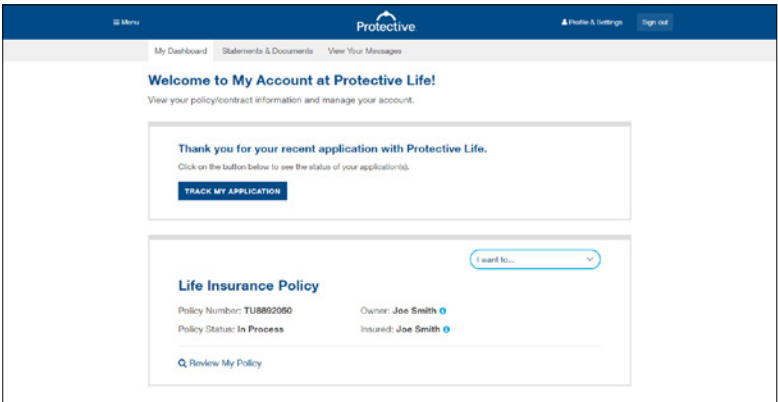 Menu
Protective
Profile & Settings
Sign out
My Dashboard Statements & Documents View Your Messages
Welcome to My Account at Protective Life!
View your policy/contract information and manage your account.
Thank you for your recent application with Protective Life.
Click on the button below to see the status of your application(s).
TRACK MY APPLICATION
I want to...
Life Insurance Policy
Policy Number: TU8892050 Owner: Joe Smith
Policy Status: In Process Insured: Joe Smith
Review My Policy